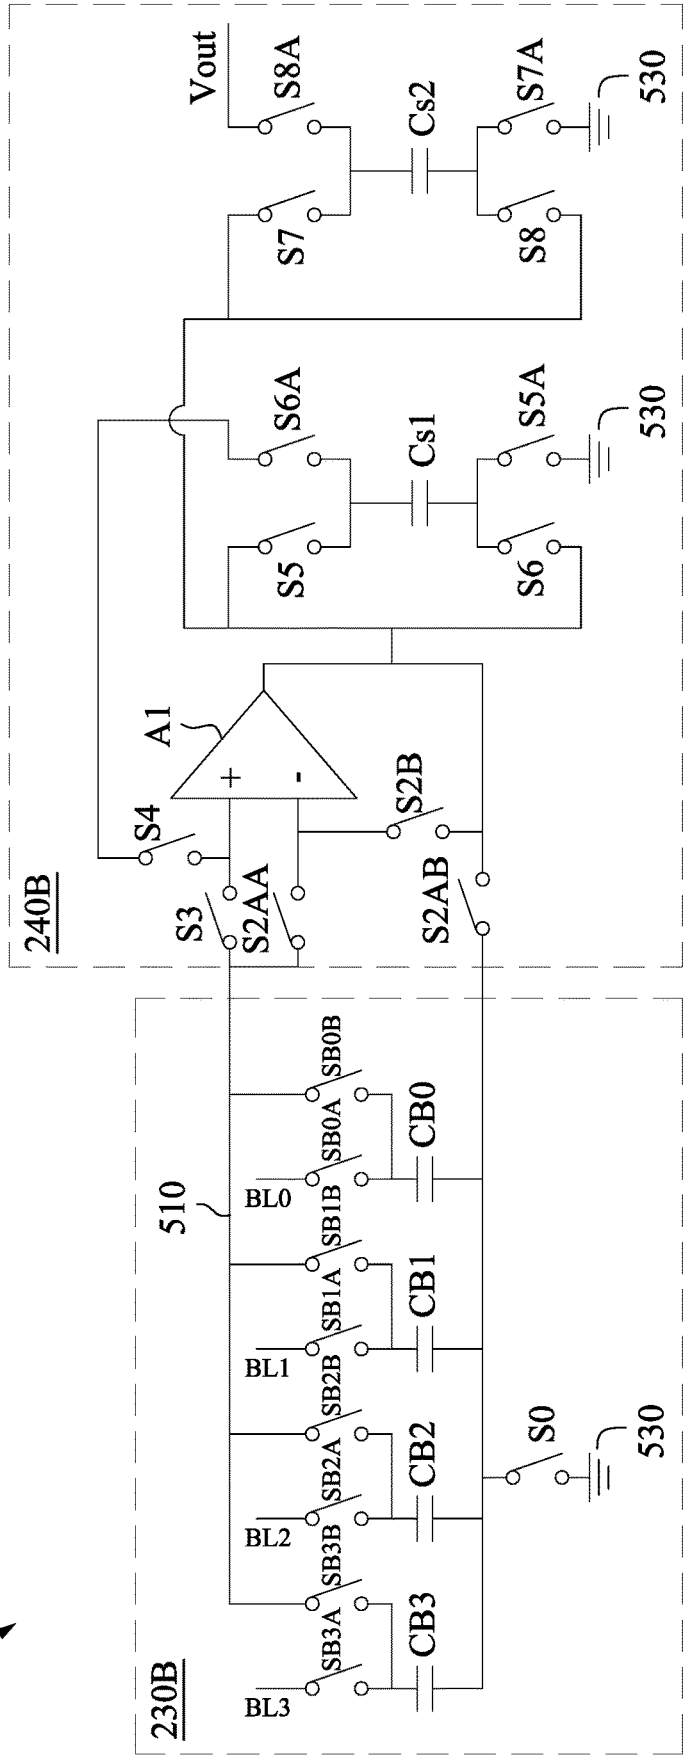 230B
BL3
SB3A
SB3B
BL2
SB2A
SB2B
BL1
SB1A
SB1B
BL0
SB0A
SB0B
510
CB3
CB2
CB1
CB0
S0
530
240B
S3
S4
S2AA
S2AB
S2B
A1
+
-
S5
S6A
Cs1
S6
S5A
530
S7
S8A
Vout
Cs2
S8
S7A
530